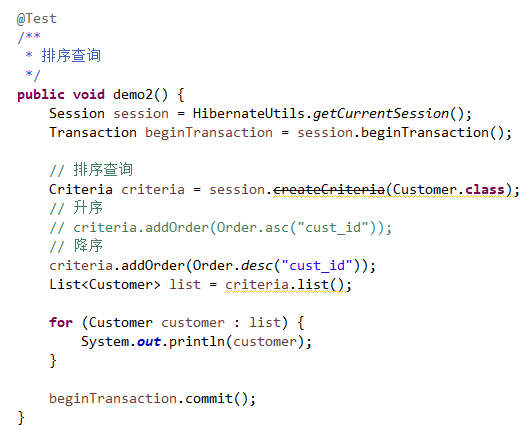 @Test
/**
 * 排序查询
 */
public void demo2() {
    Session session = HibernateUtils.getCurrentSession();
    Transaction beginTransaction = session.beginTransaction();

    // 排序查询
    Criteria criteria = session.createCriteria(Customer.class);
    // 升序
    // criteria.addOrder(Order.asc("cust_id"));
    // 降序
    criteria.addOrder(Order.desc("cust_id"));
    List<Customer> list = criteria.list();

    for (Customer customer : list) {
        System.out.println(customer);
    }

    beginTransaction.commit();
}